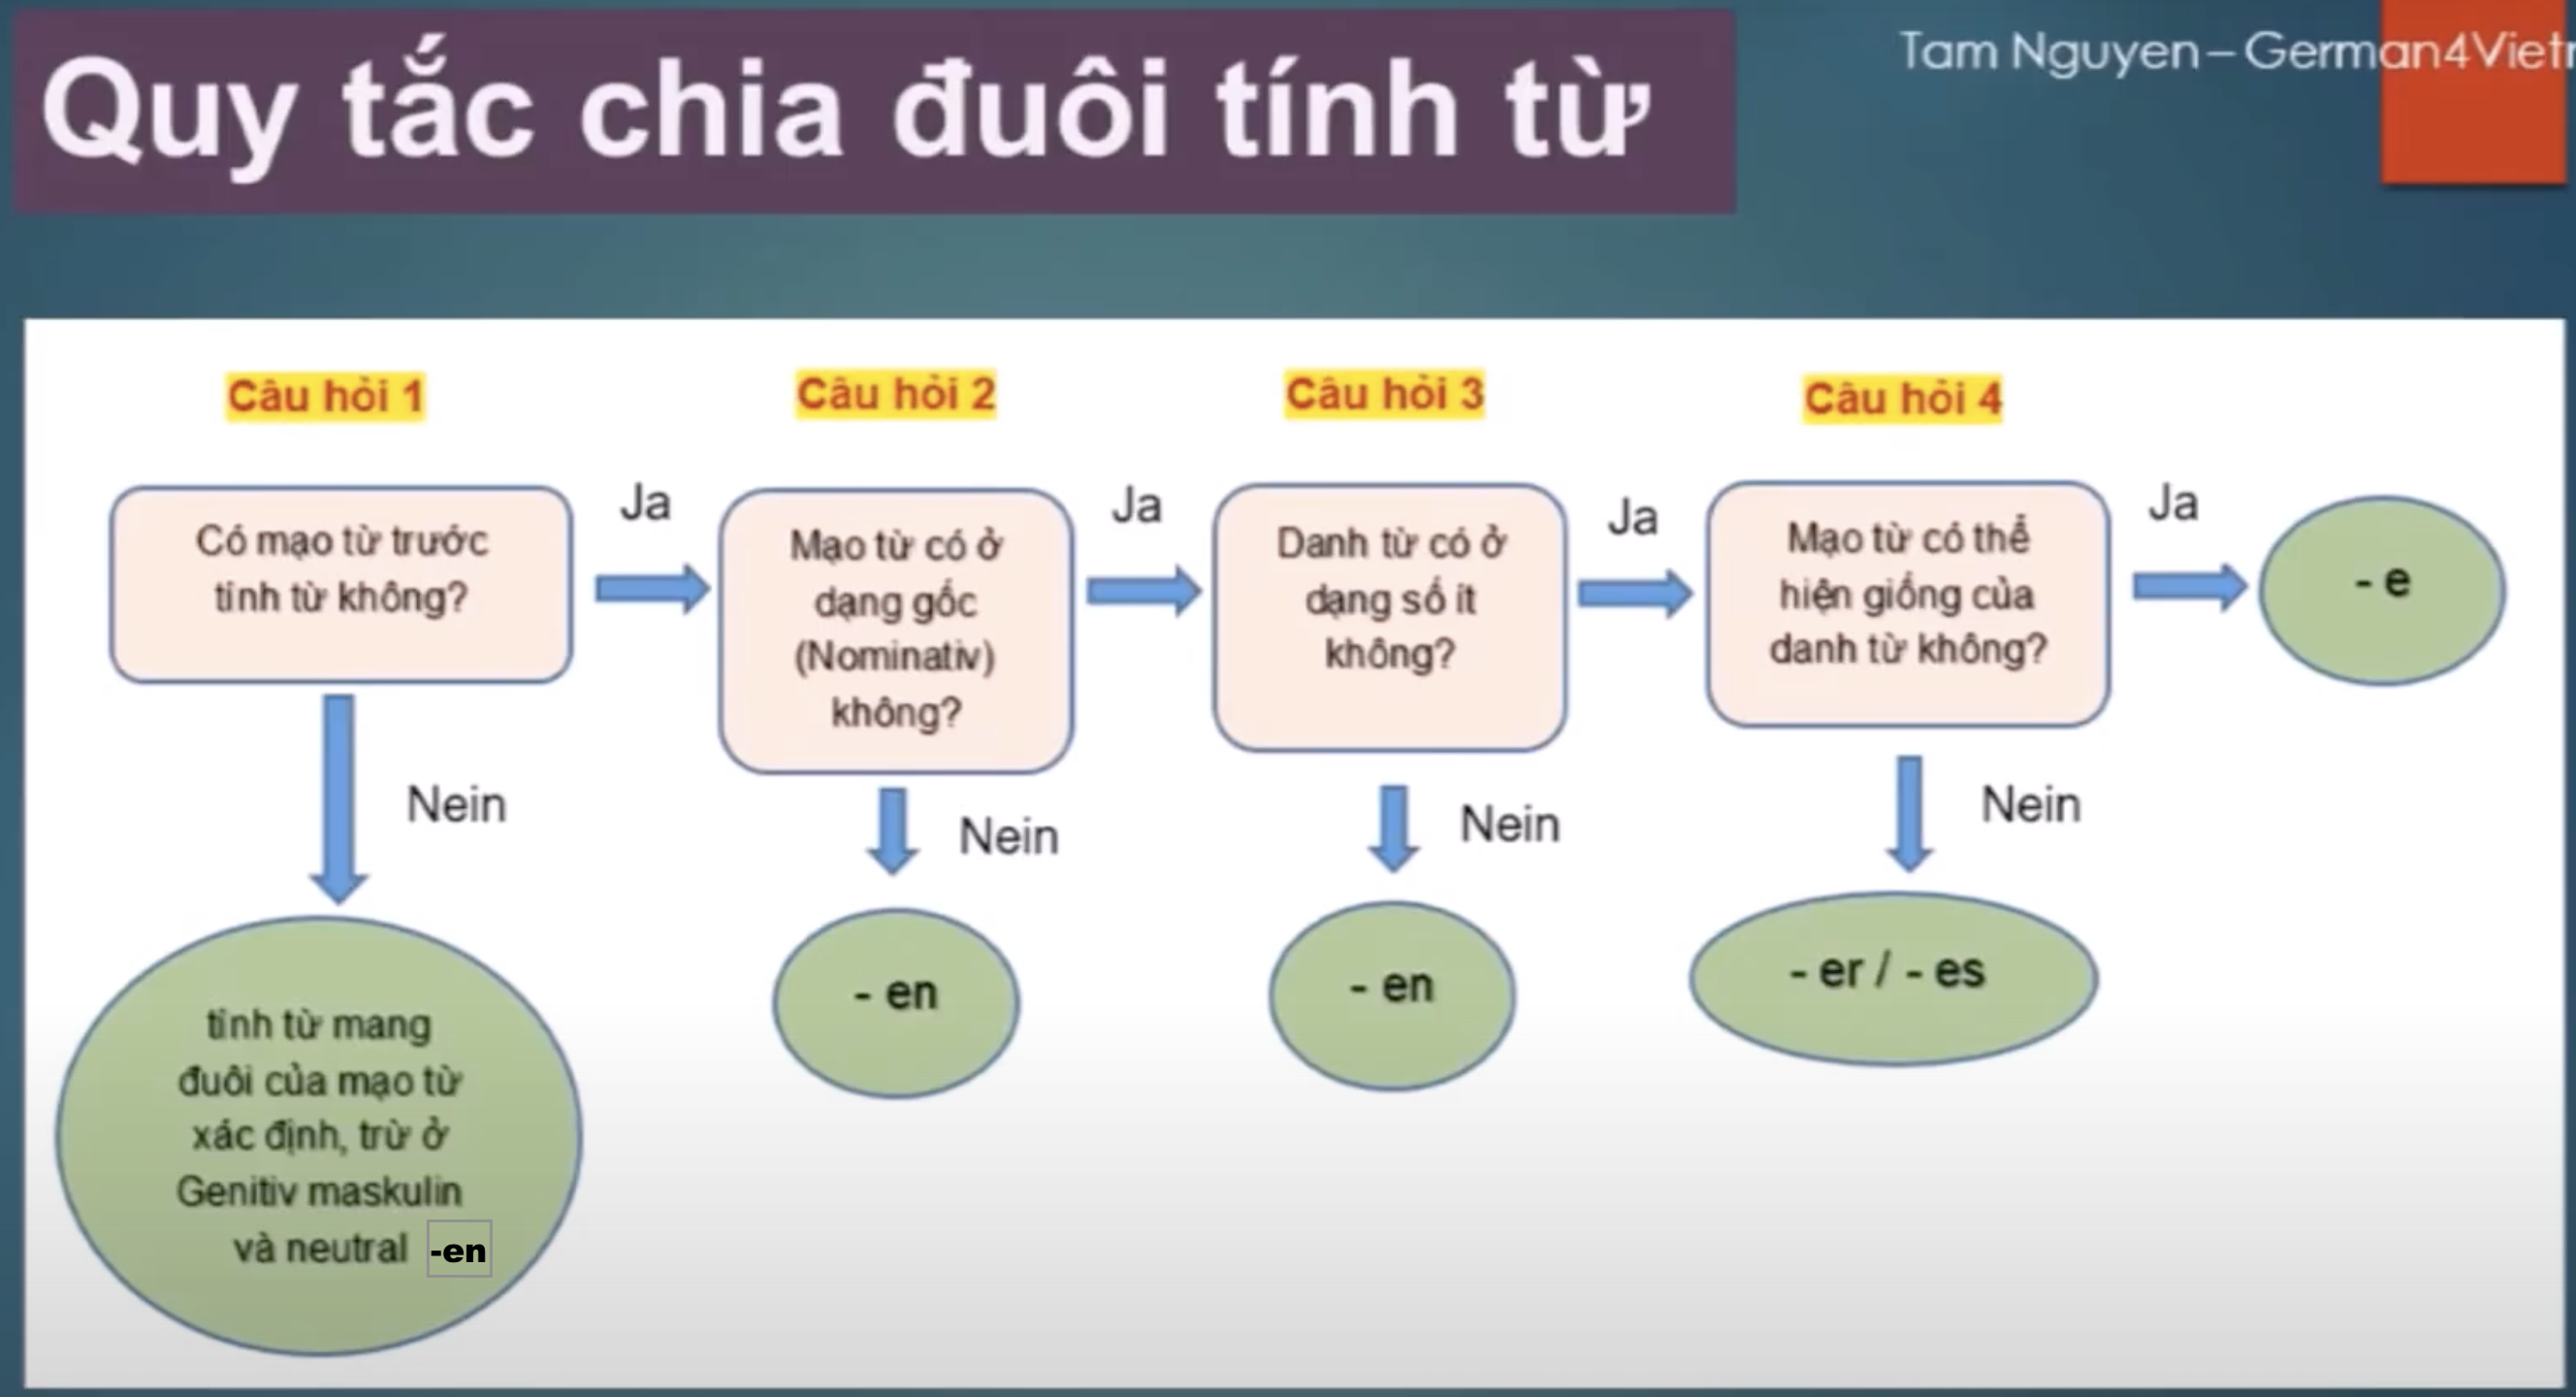 Quy tắc chia đuôi tính từ
Tam Nguyen – German4Viet
Câu hỏi 1
Câu hỏi 2
Câu hỏi 3
Câu hỏi 4
Có mạo từ trước
tính từ không?
Ja
Mạo từ có ở
dạng gốc
(Nominativ)
không?
Ja
Danh từ có ở
dạng số ít
không?
Ja
Mạo từ có thể
hiện giống của
danh từ không?
Ja
- e
Nein
Nein
Nein
Nein
tính từ mang
đuôi của mạo từ
xác định, trừ ở
Genitiv maskulin
và neutral -en
- en
- en
- er / - es